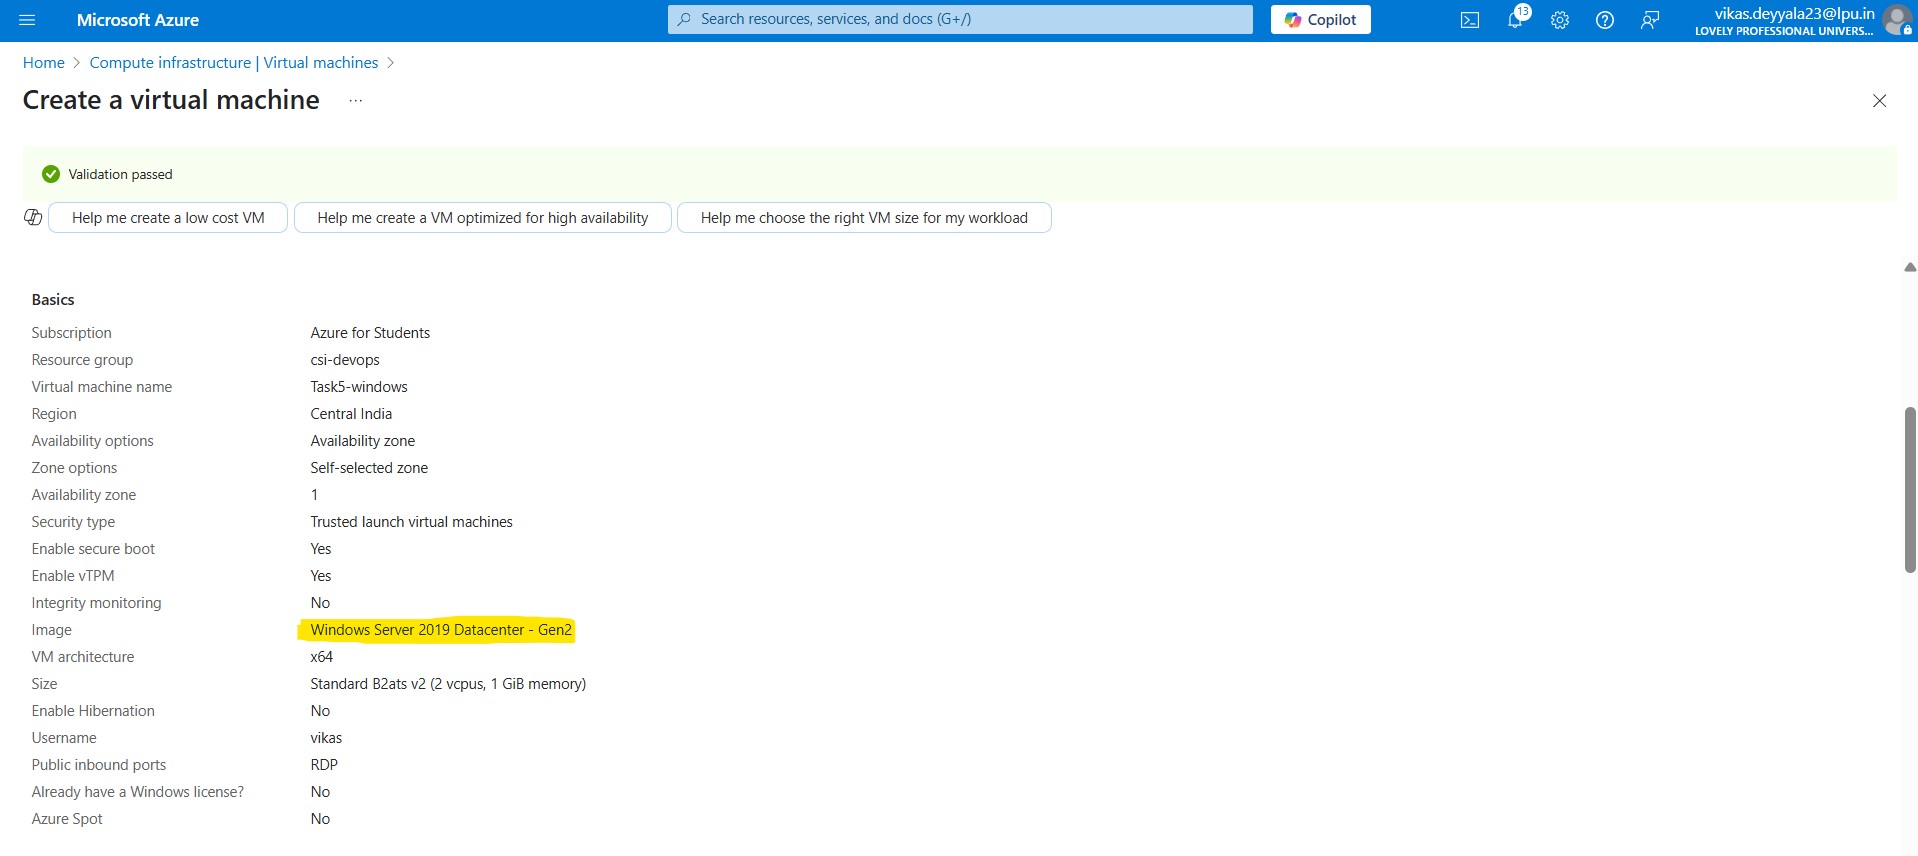 Microsoft Azure
Search resources, services, and docs (G+/)
Copilot
13
vikas.deyyala23@lpu.in
LOVELY PROFESSIONAL UNIVERS...
Home > Compute infrastructure | Virtual machines >
Create a virtual machine ...
Validation passed
Help me create a low cost VM
Help me create a VM optimized for high availability
Help me choose the right VM size for my workload
Basics
Subscription Azure for Students
Resource group csi-devops
Virtual machine name Task5-windows
Region Central India
Availability options Availability zone
Zone options Self-selected zone
Availability zone 1
Security type Trusted launch virtual machines
Enable secure boot Yes
Enable vTPM Yes
Integrity monitoring No
Image Windows Server 2019 Datacenter - Gen2
VM architecture x64
Size Standard B2ats v2 (2 vcpus, 1 GiB memory)
Enable Hibernation No
Username vikas
Public inbound ports RDP
Already have a Windows license? No
Azure Spot No